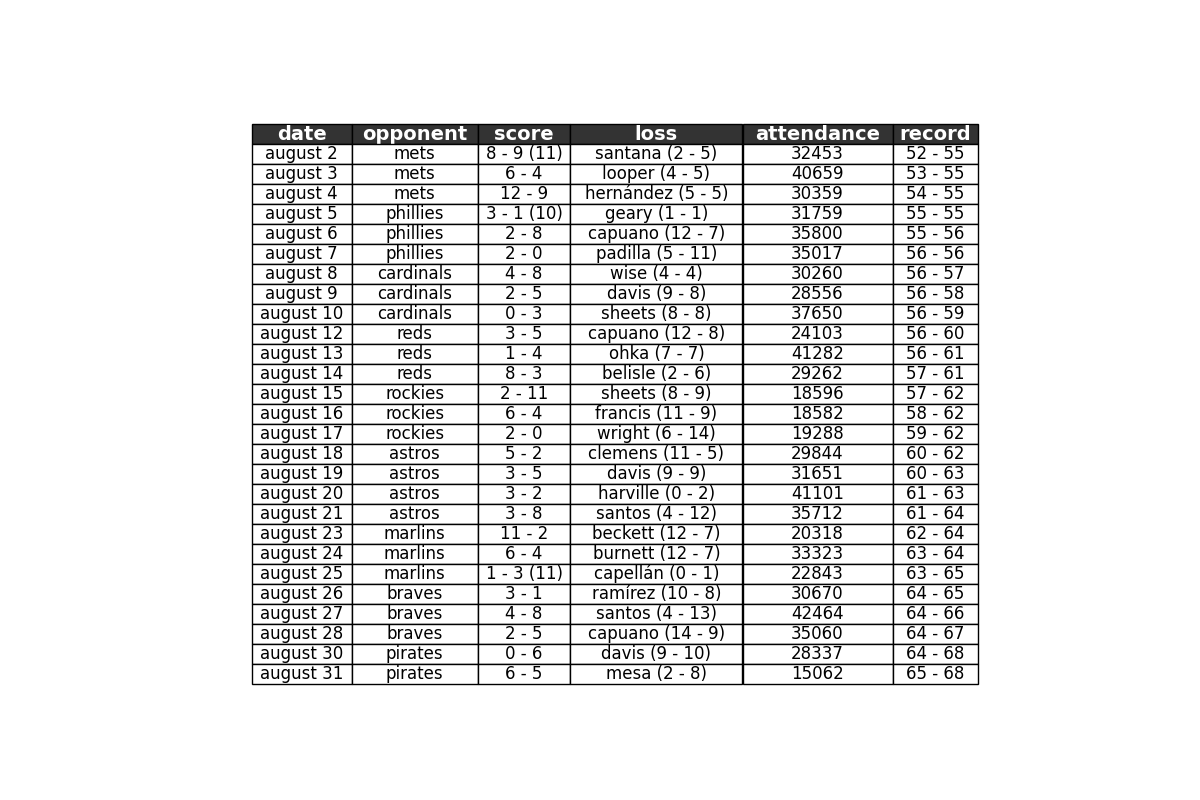 date opponent score loss attendance record
august 2 mets 8 - 9 (11) santana (2 - 5) 32453 52 - 55
august 3 mets 6 - 4 looper (4 - 5) 40659 53 - 55
august 4 mets 12 - 9 hernández (5 - 5) 30359 54 - 55
august 5 phillies 3 - 1 (10) geary (1 - 1) 31759 55 - 55
august 6 phillies 2 - 8 capuano (12 - 7) 35800 55 - 56
august 7 phillies 2 - 0 padilla (5 - 11) 35017 56 - 56
august 8 cardinals 4 - 8 wise (4 - 4) 30260 56 - 57
august 9 cardinals 2 - 5 davis (9 - 8) 28556 56 - 58
august 10 cardinals 0 - 3 sheets (8 - 8) 37650 56 - 59
august 12 reds 3 - 5 capuano (12 - 8) 24103 56 - 60
august 13 reds 1 - 4 ohka (7 - 7) 41282 56 - 61
august 14 reds 8 - 3 belisle (2 - 6) 29262 57 - 61
august 15 rockies 2 - 11 sheets (8 - 9) 18596 57 - 62
august 16 rockies 6 - 4 francis (11 - 9) 18582 58 - 62
august 17 rockies 2 - 0 wright (6 - 14) 19288 59 - 62
august 18 astros 5 - 2 clemens (11 - 5) 29844 60 - 62
august 19 astros 3 - 5 davis (9 - 9) 31651 60 - 63
august 20 astros 3 - 2 harville (0 - 2) 41101 61 - 63
august 21 astros 3 - 8 santos (4 - 12) 35712 61 - 64
august 23 marlins 11 - 2 beckett (12 - 7) 20318 62 - 64
august 24 marlins 6 - 4 burnett (12 - 7) 33323 63 - 64
august 25 marlins 1 - 3 (11) capellán (0 - 1) 22843 63 - 65
august 26 braves 3 - 1 ramírez (10 - 8) 30670 64 - 65
august 27 braves 4 - 8 santos (4 - 13) 42464 64 - 66
august 28 braves 2 - 5 capuano (14 - 9) 35060 64 - 67
august 30 pirates 0 - 6 davis (9 - 10) 28337 64 - 68
august 31 pirates 6 - 5 mesa (2 - 8) 15062 65 - 68